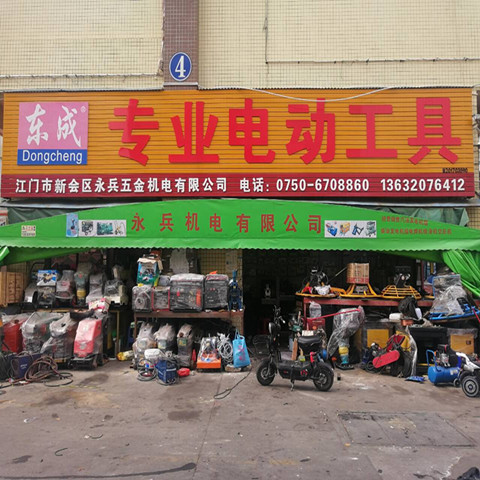 4
东成®
Dongcheng
专业电动工具
江门市新会区永兵五金机电有限公司 电话：0750-6708860 13632076412
永兵机电有限公司